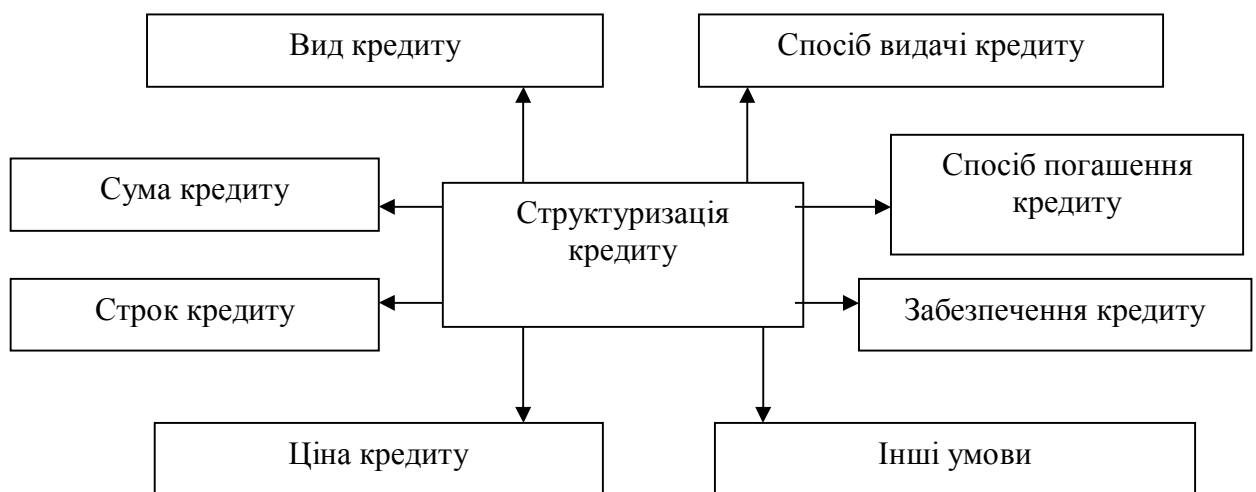 Вид кредиту
Спосіб видачі кредиту
Сума кредиту
Структуризація
кредиту
Спосіб погашення
кредиту
Строк кредиту
Забезпечення кредиту
Ціна кредиту
Інші умови